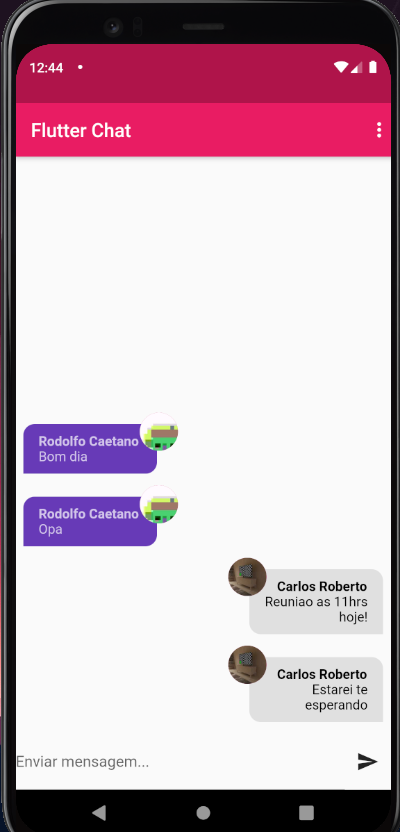 12:44
Flutter Chat
Rodolfo Caetano
Bom dia
Rodolfo Caetano
Opa
Carlos Roberto
Reuniao as 11hrs
hoje!
Carlos Roberto
Estarei te
esperando
Enviar mensagem...